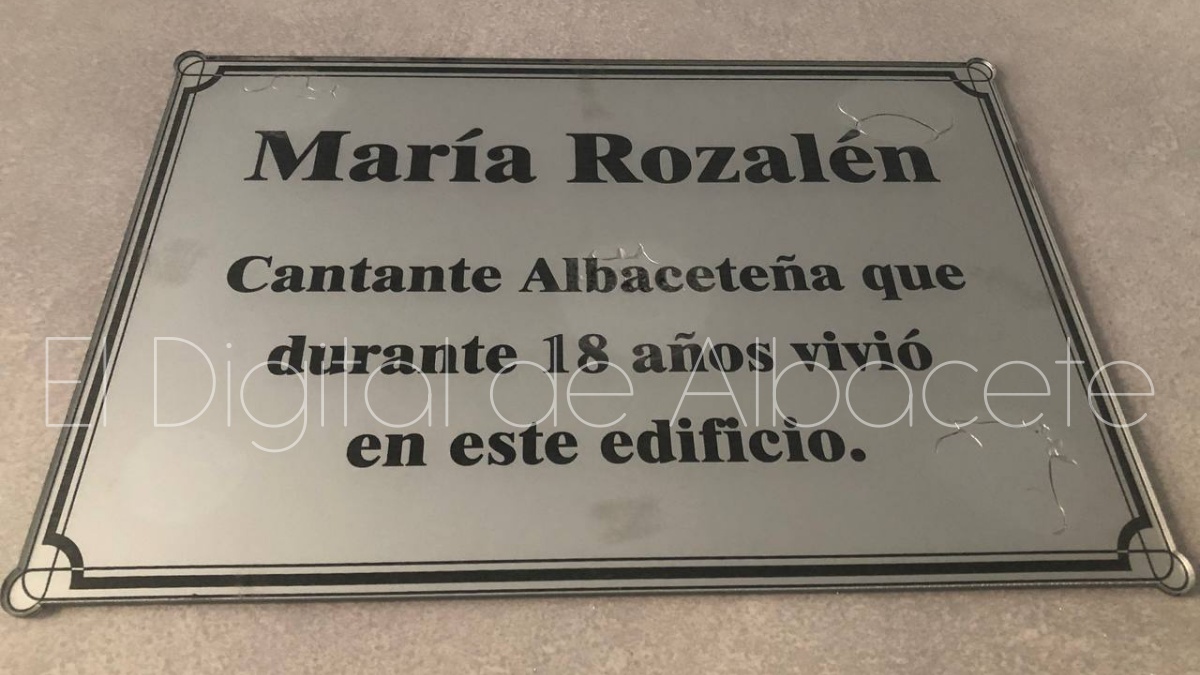 María Rozalén
Cantante Albaceteña que
durante 18 años vivió
en este edificio.
El Digital de Albacete